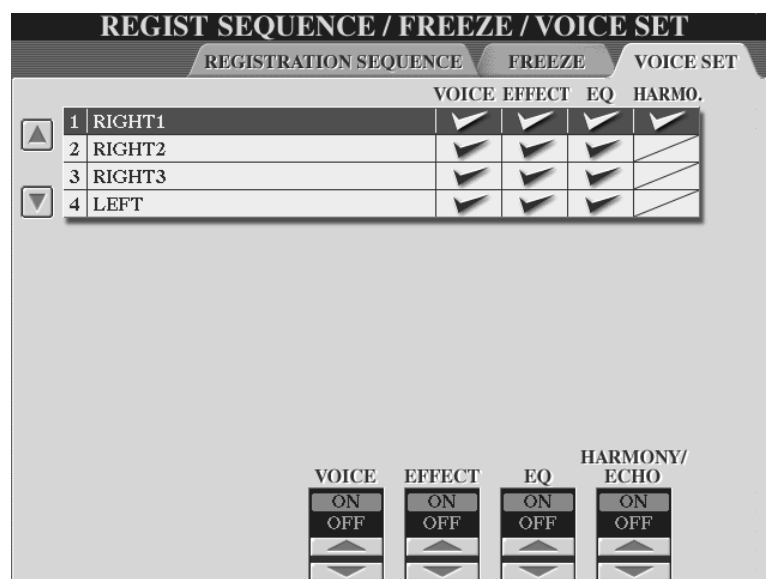 REGIST SEQUENCE / FREEZE / VOICE SET
REGISTRATION SEQUENCE FREEZE VOICE SET
VOICE EFFECT EQ HARMO.
1 RIGHT1
2 RIGHT2
3 RIGHT3
4 LEFT
VOICE EFFECT EQ HARMONY/
ECHO
ON ON ON ON
OFF OFF OFF OFF